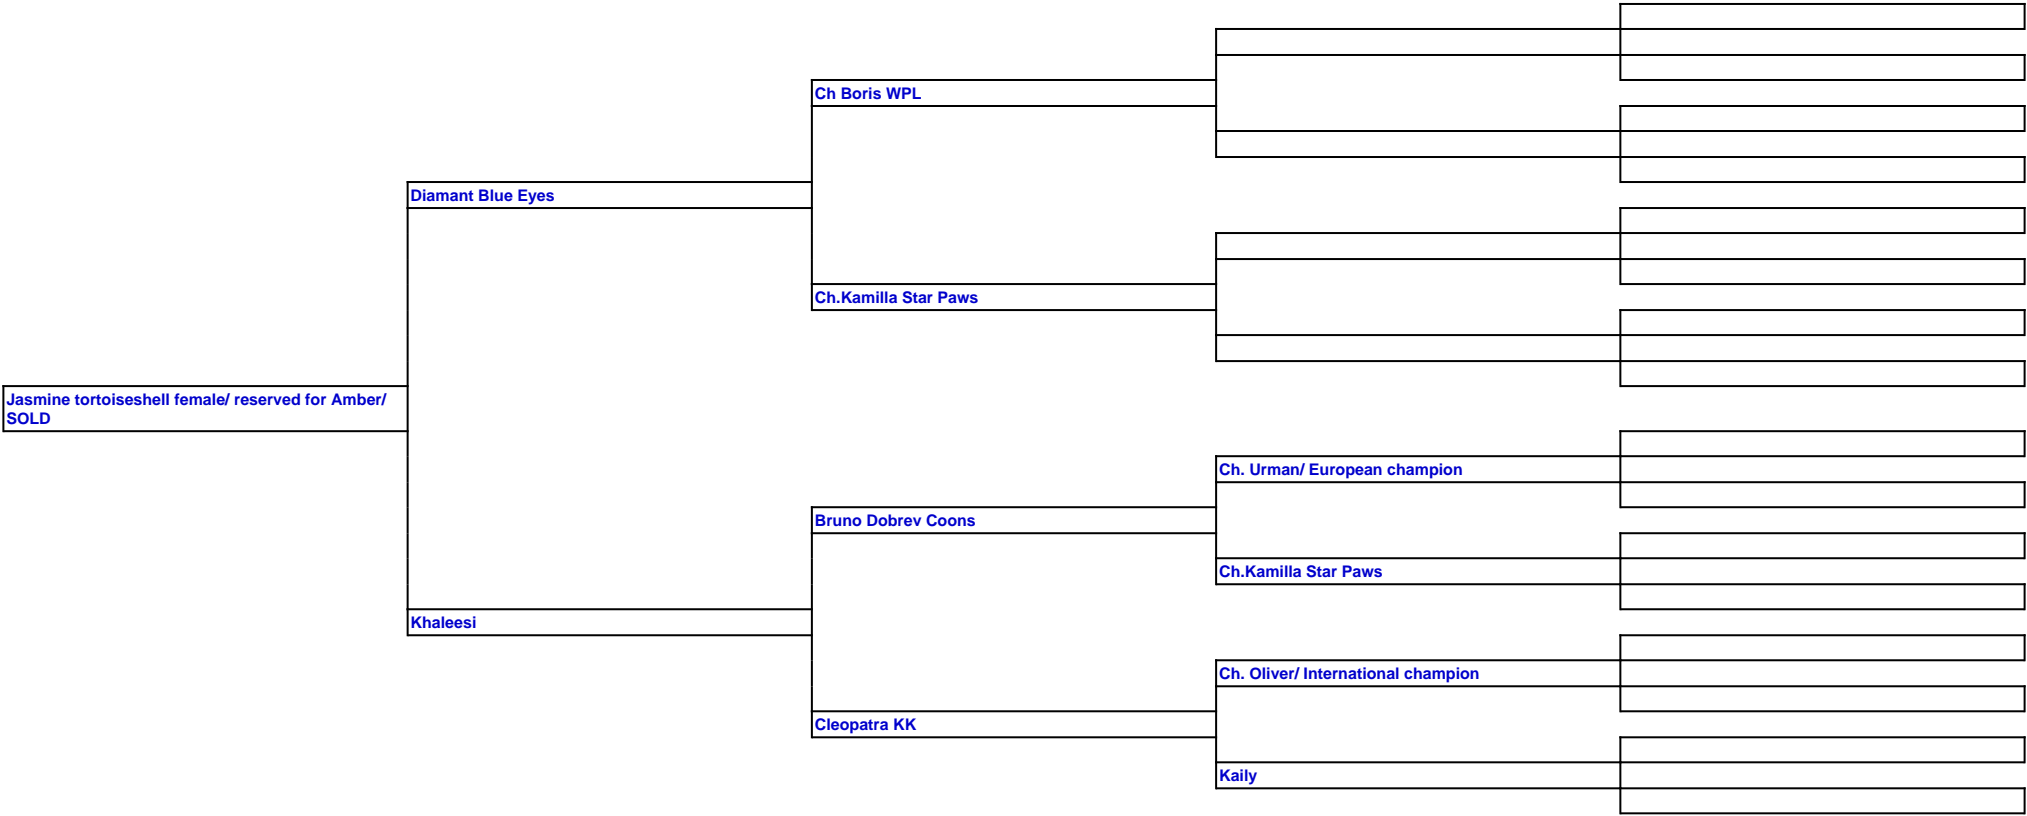 Ch Boris WPL
Diamant Blue Eyes
Ch.Kamilla Star Paws
Jasmine tortoiseshell female/ reserved for Amber/
SOLD
Ch. Urman/ European champion
Bruno Dobrev Coons
Ch.Kamilla Star Paws
Khaleesi
Ch. Oliver/ International champion
Cleopatra KK
Kaily